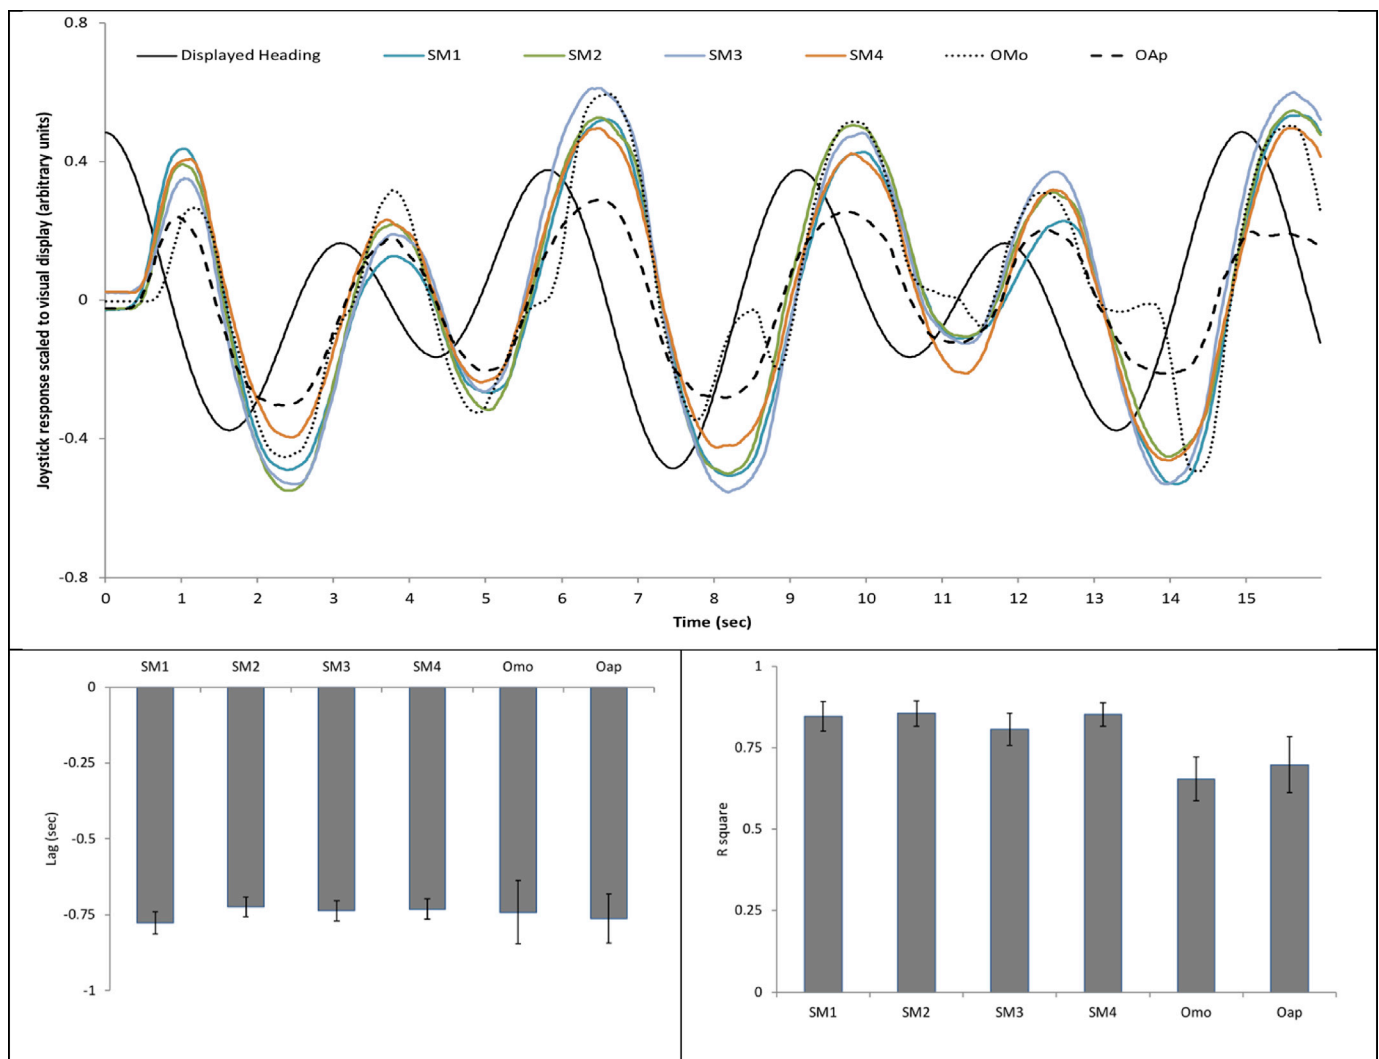 0.8
Displayed Heading SM1 SM2 SM3 SM4 OMo OAp
Joystick response scaled to visual display (arbitrary units)
0.4
0
-0.4
-0.8
0 1 2 3 4 5 6 7 8 9 10 11 12 13 14 15
Time (sec)
SM1 SM2 SM3 SM4 Omo Oap
0
-0.25
-0.5
-0.75
-1
Lag (sec)
1
0.75
0.5
0.25
0
R square
SM1 SM2 SM3 SM4 Omo Oap